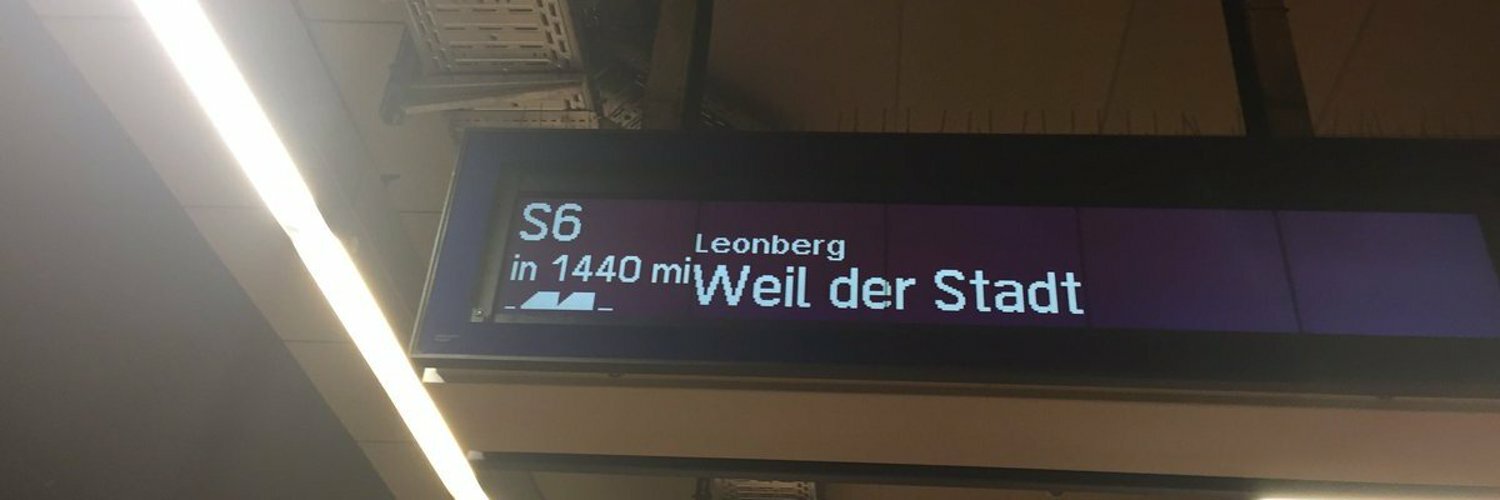 S6
Leonberg
in 1440 mi
Weil der Stadt